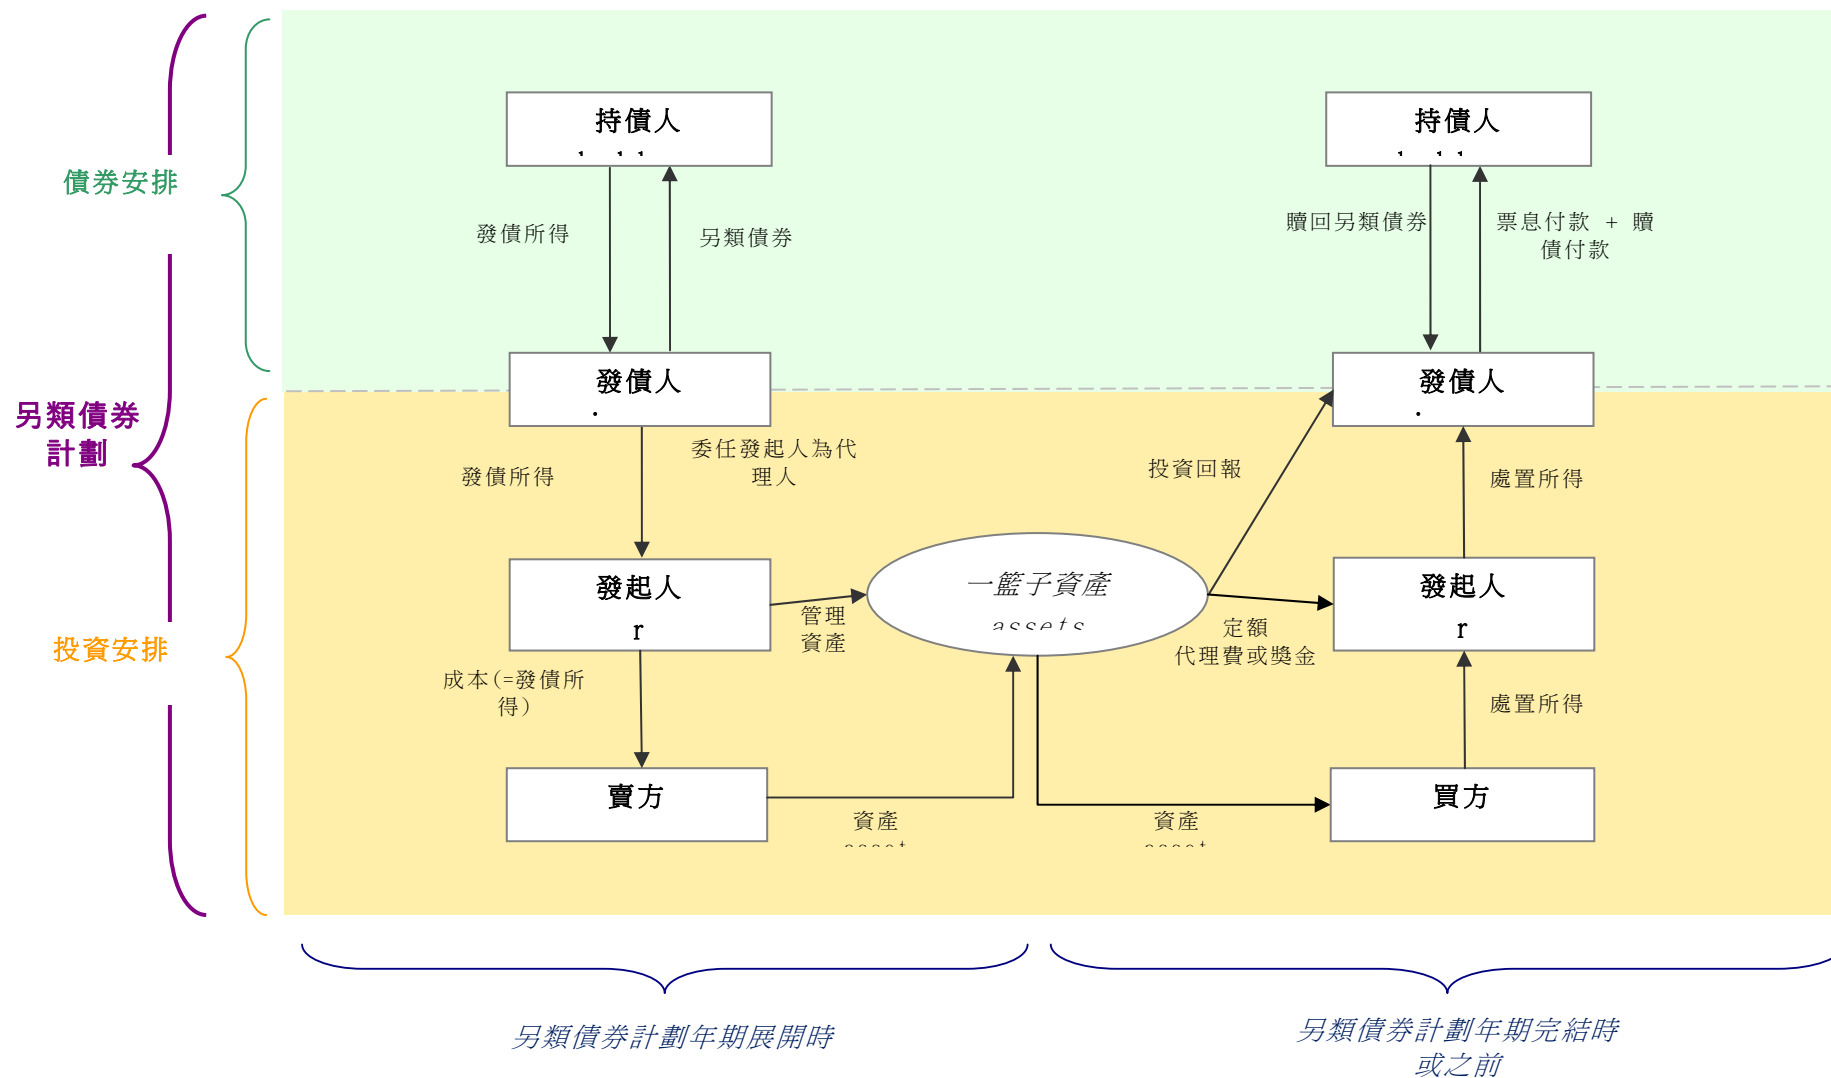 持債人
持債人
債券安排
發債所得
另類債券
贖回另類債券
票息付款 + 贖
債付款
發債人
發債人
另類債券
計劃
發債所得
委任發起人為代
理人
投資回報
處置所得
發起人
r
一籃子資產
assets
發起人
r
管理
資產
定額
代理費或獎金
投資安排
成本(=發債所
得)
處置所得
賣方
買方
資產
asset
資產
asset
另類債券計劃年期展開時
另類債券計劃年期完結時
或之前